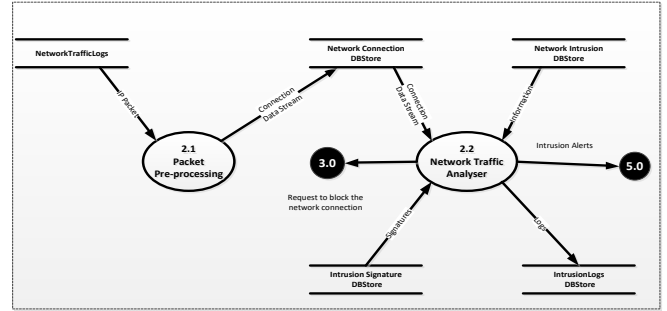 NetworkTrafficLogs
Network Connection
DBStore
Network Intrusion
DBStore
IP Packet
Connection
Data Stream
Connection
Data Stream
Information
2.1
Packet
Pre-processing
3.0
2.2
Network Traffic
Analyser
Intrusion Alerts
5.0
Request to block the
network connection
Signatures
Logs
Intrusion Signature
DBStore
IntrusionLogs
DBStore